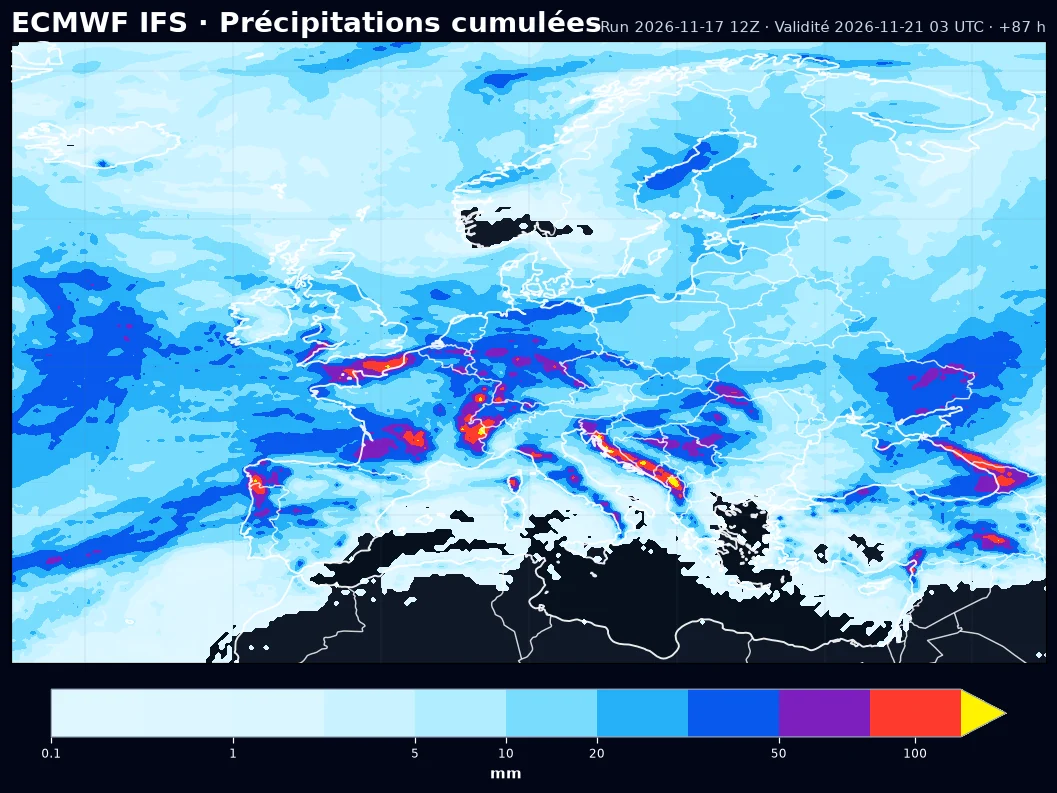 ECMWF IFS · Précipitations cumulées
Run 2026-11-17 12Z · Validité 2026-11-21 03 UTC · +87 h
0.1 1 5 10 20 50 100
mm